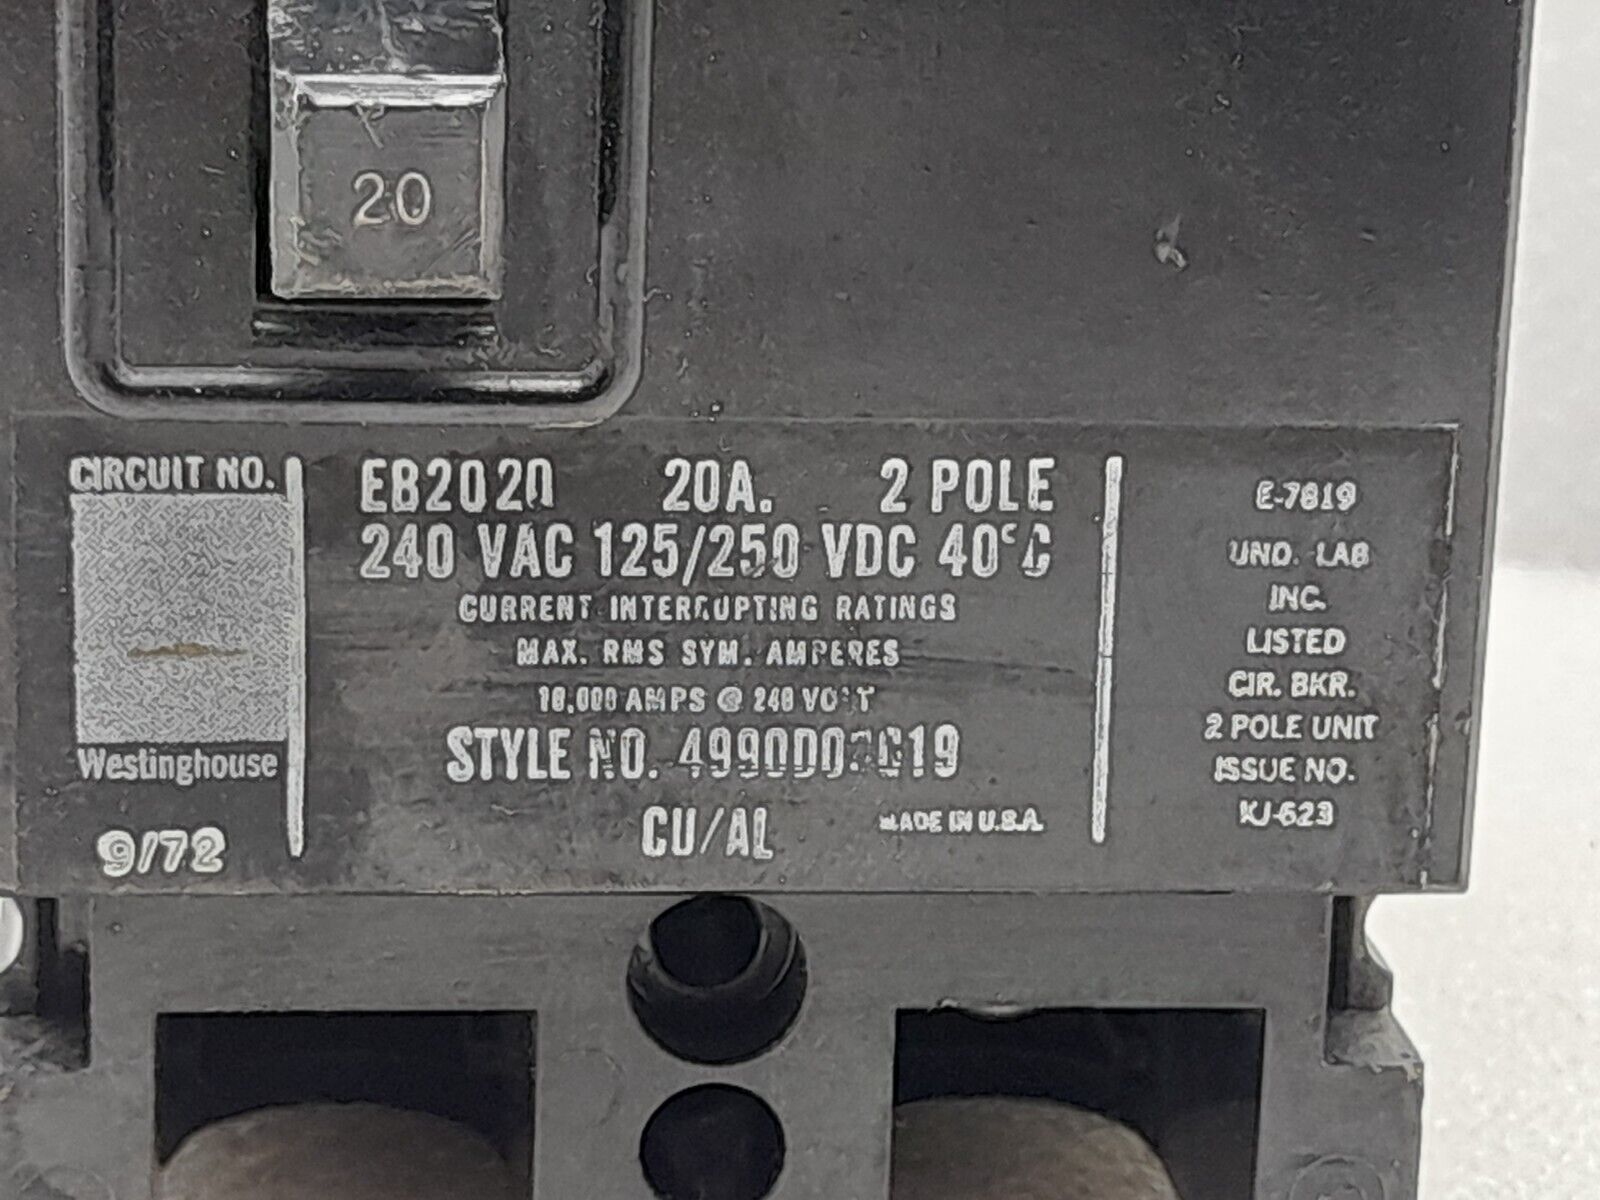 20
CIRCUIT NO.
Westinghouse
9/72
EB2020 20A. 2 POLE
240 VAC 125/250 VDC 40°C
CURRENT INTERRUPTING RATINGS
MAX. RMS SYM. AMPERES
10,000 AMPS @ 240 VOLT
STYLE NO.
CU/AL MADE IN U.S.A.
E-7819
UND. LAB
INC.
LISTED
CIR. BKR.
2 POLE UNIT
ISSUE NO.
KJ-623